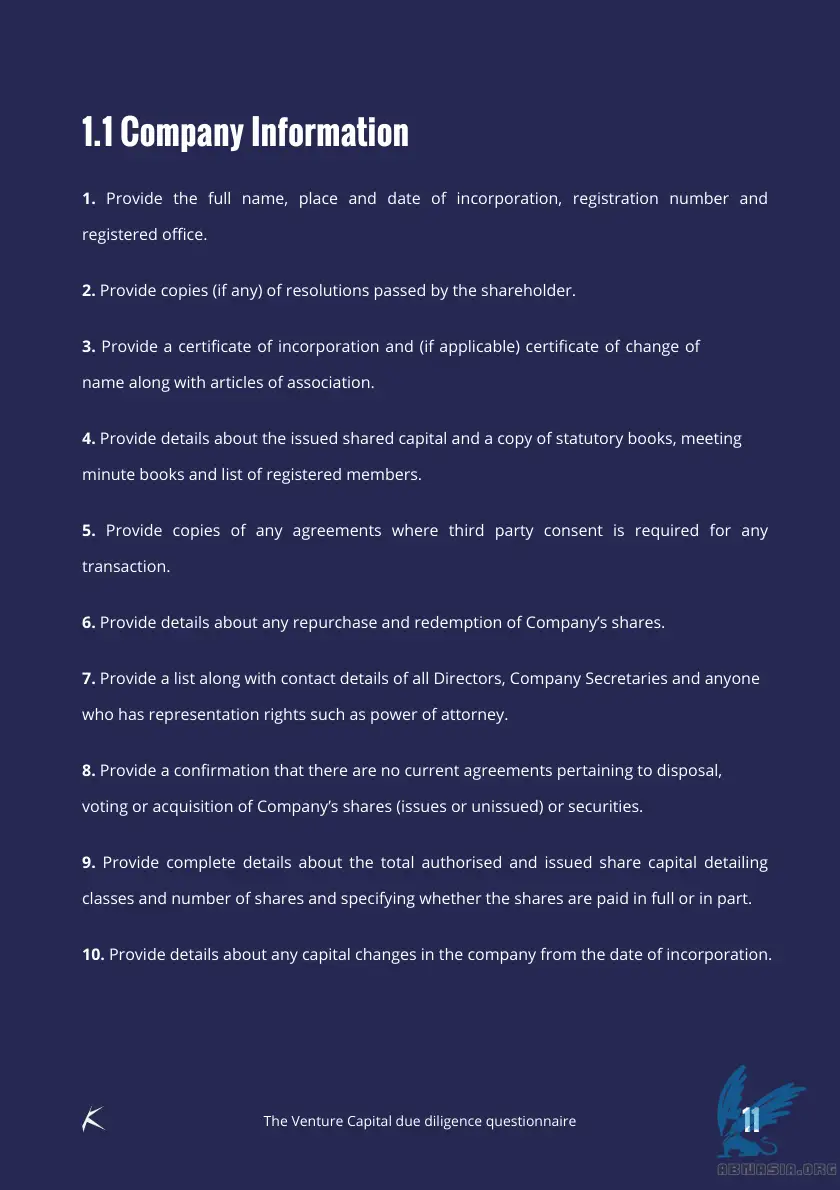 1.1 Company Information
1. Provide the full name, place and date of incorporation, registration number and
registered office.
2. Provide copies (if any) of resolutions passed by the shareholder.
3. Provide a certificate of incorporation and (if applicable) certificate of change of
name along with articles of association.
4. Provide details about the issued shared capital and a copy of statutory books, meeting
minute books and list of registered members.
5. Provide copies of any agreements where third party consent is required for any
transaction.
6. Provide details about any repurchase and redemption of Company’s shares.
7. Provide a list along with contact details of all Directors, Company Secretaries and anyone
who has representation rights such as power of attorney.
8. Provide a confirmation that there are no current agreements pertaining to disposal,
voting or acquisition of Company’s shares (issues or unissued) or securities.
9. Provide complete details about the total authorised and issued share capital detailing
classes and number of shares and specifying whether the shares are paid in full or in part.
10. Provide details about any capital changes in the company from the date of incorporation.
The Venture Capital due diligence questionnaire
11
ABNASIA.ORG